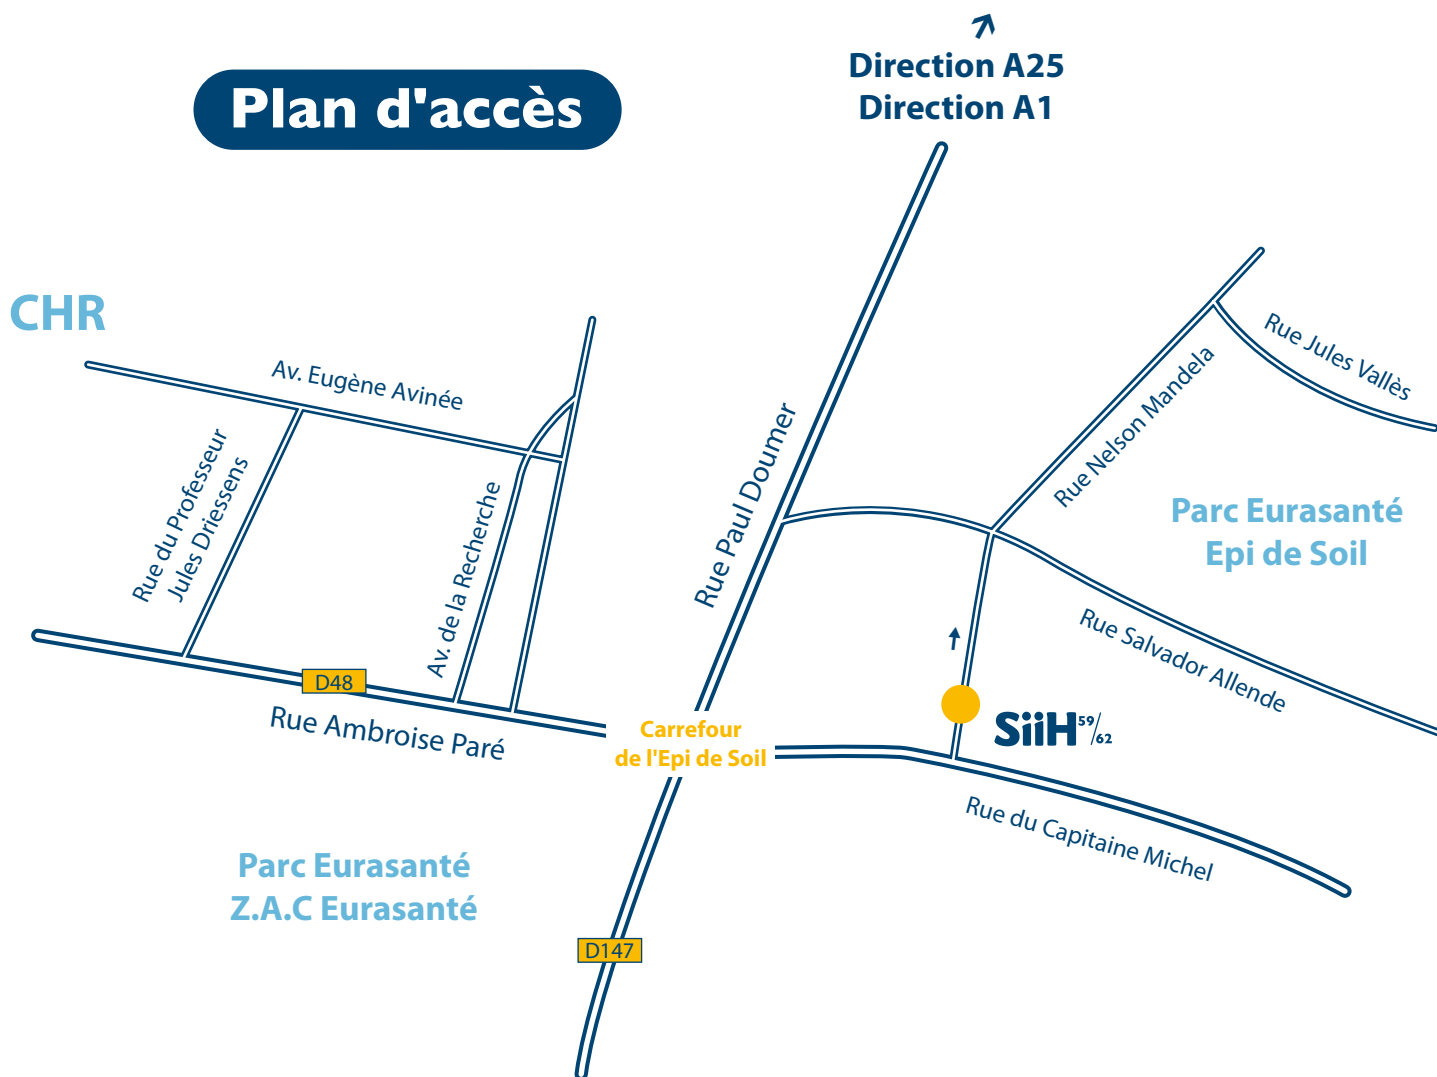 Direction A25
Direction A1
Plan d'accès
CHR
Av. Eugène Avinée
Rue du Professeur
Jules Driessens
Av. de la Recherche
Rue Paul Doumer
Rue Nelson Mandela
Rue Jules Vallès
Parc Eurasanté
Epi de Soil
Rue Salvador Allende
D48
Rue Ambroise Paré
Carrefour
de l'Epi de Soil
SiiH 59/62
Rue du Capitaine Michel
Parc Eurasanté
Z.A.C Eurasanté
D147